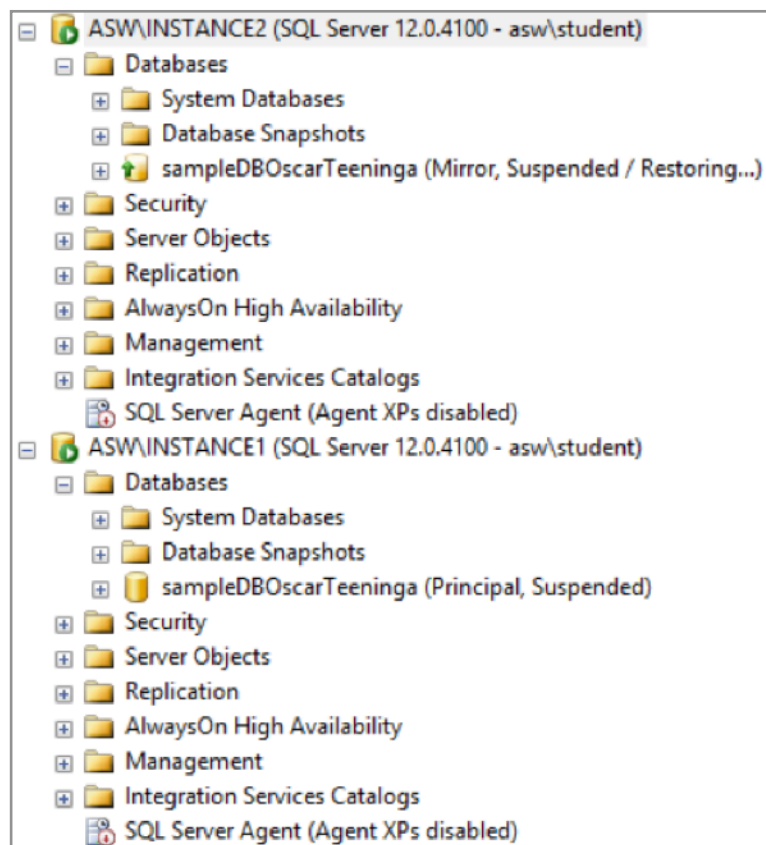 ASW\INSTANCE2 (SQL Server 12.0.4100 - asw\student)
Databases
System Databases
Database Snapshots
sampleDBOscarTeeninga (Mirror, Suspended / Restoring...)
Security
Server Objects
Replication
AlwaysOn High Availability
Management
Integration Services Catalogs
SQL Server Agent (Agent XPs disabled)
ASW\INSTANCE1 (SQL Server 12.0.4100 - asw\student)
Databases
System Databases
Database Snapshots
sampleDBOscarTeeninga (Principal, Suspended)
Security
Server Objects
Replication
AlwaysOn High Availability
Management
Integration Services Catalogs
SQL Server Agent (Agent XPs disabled)